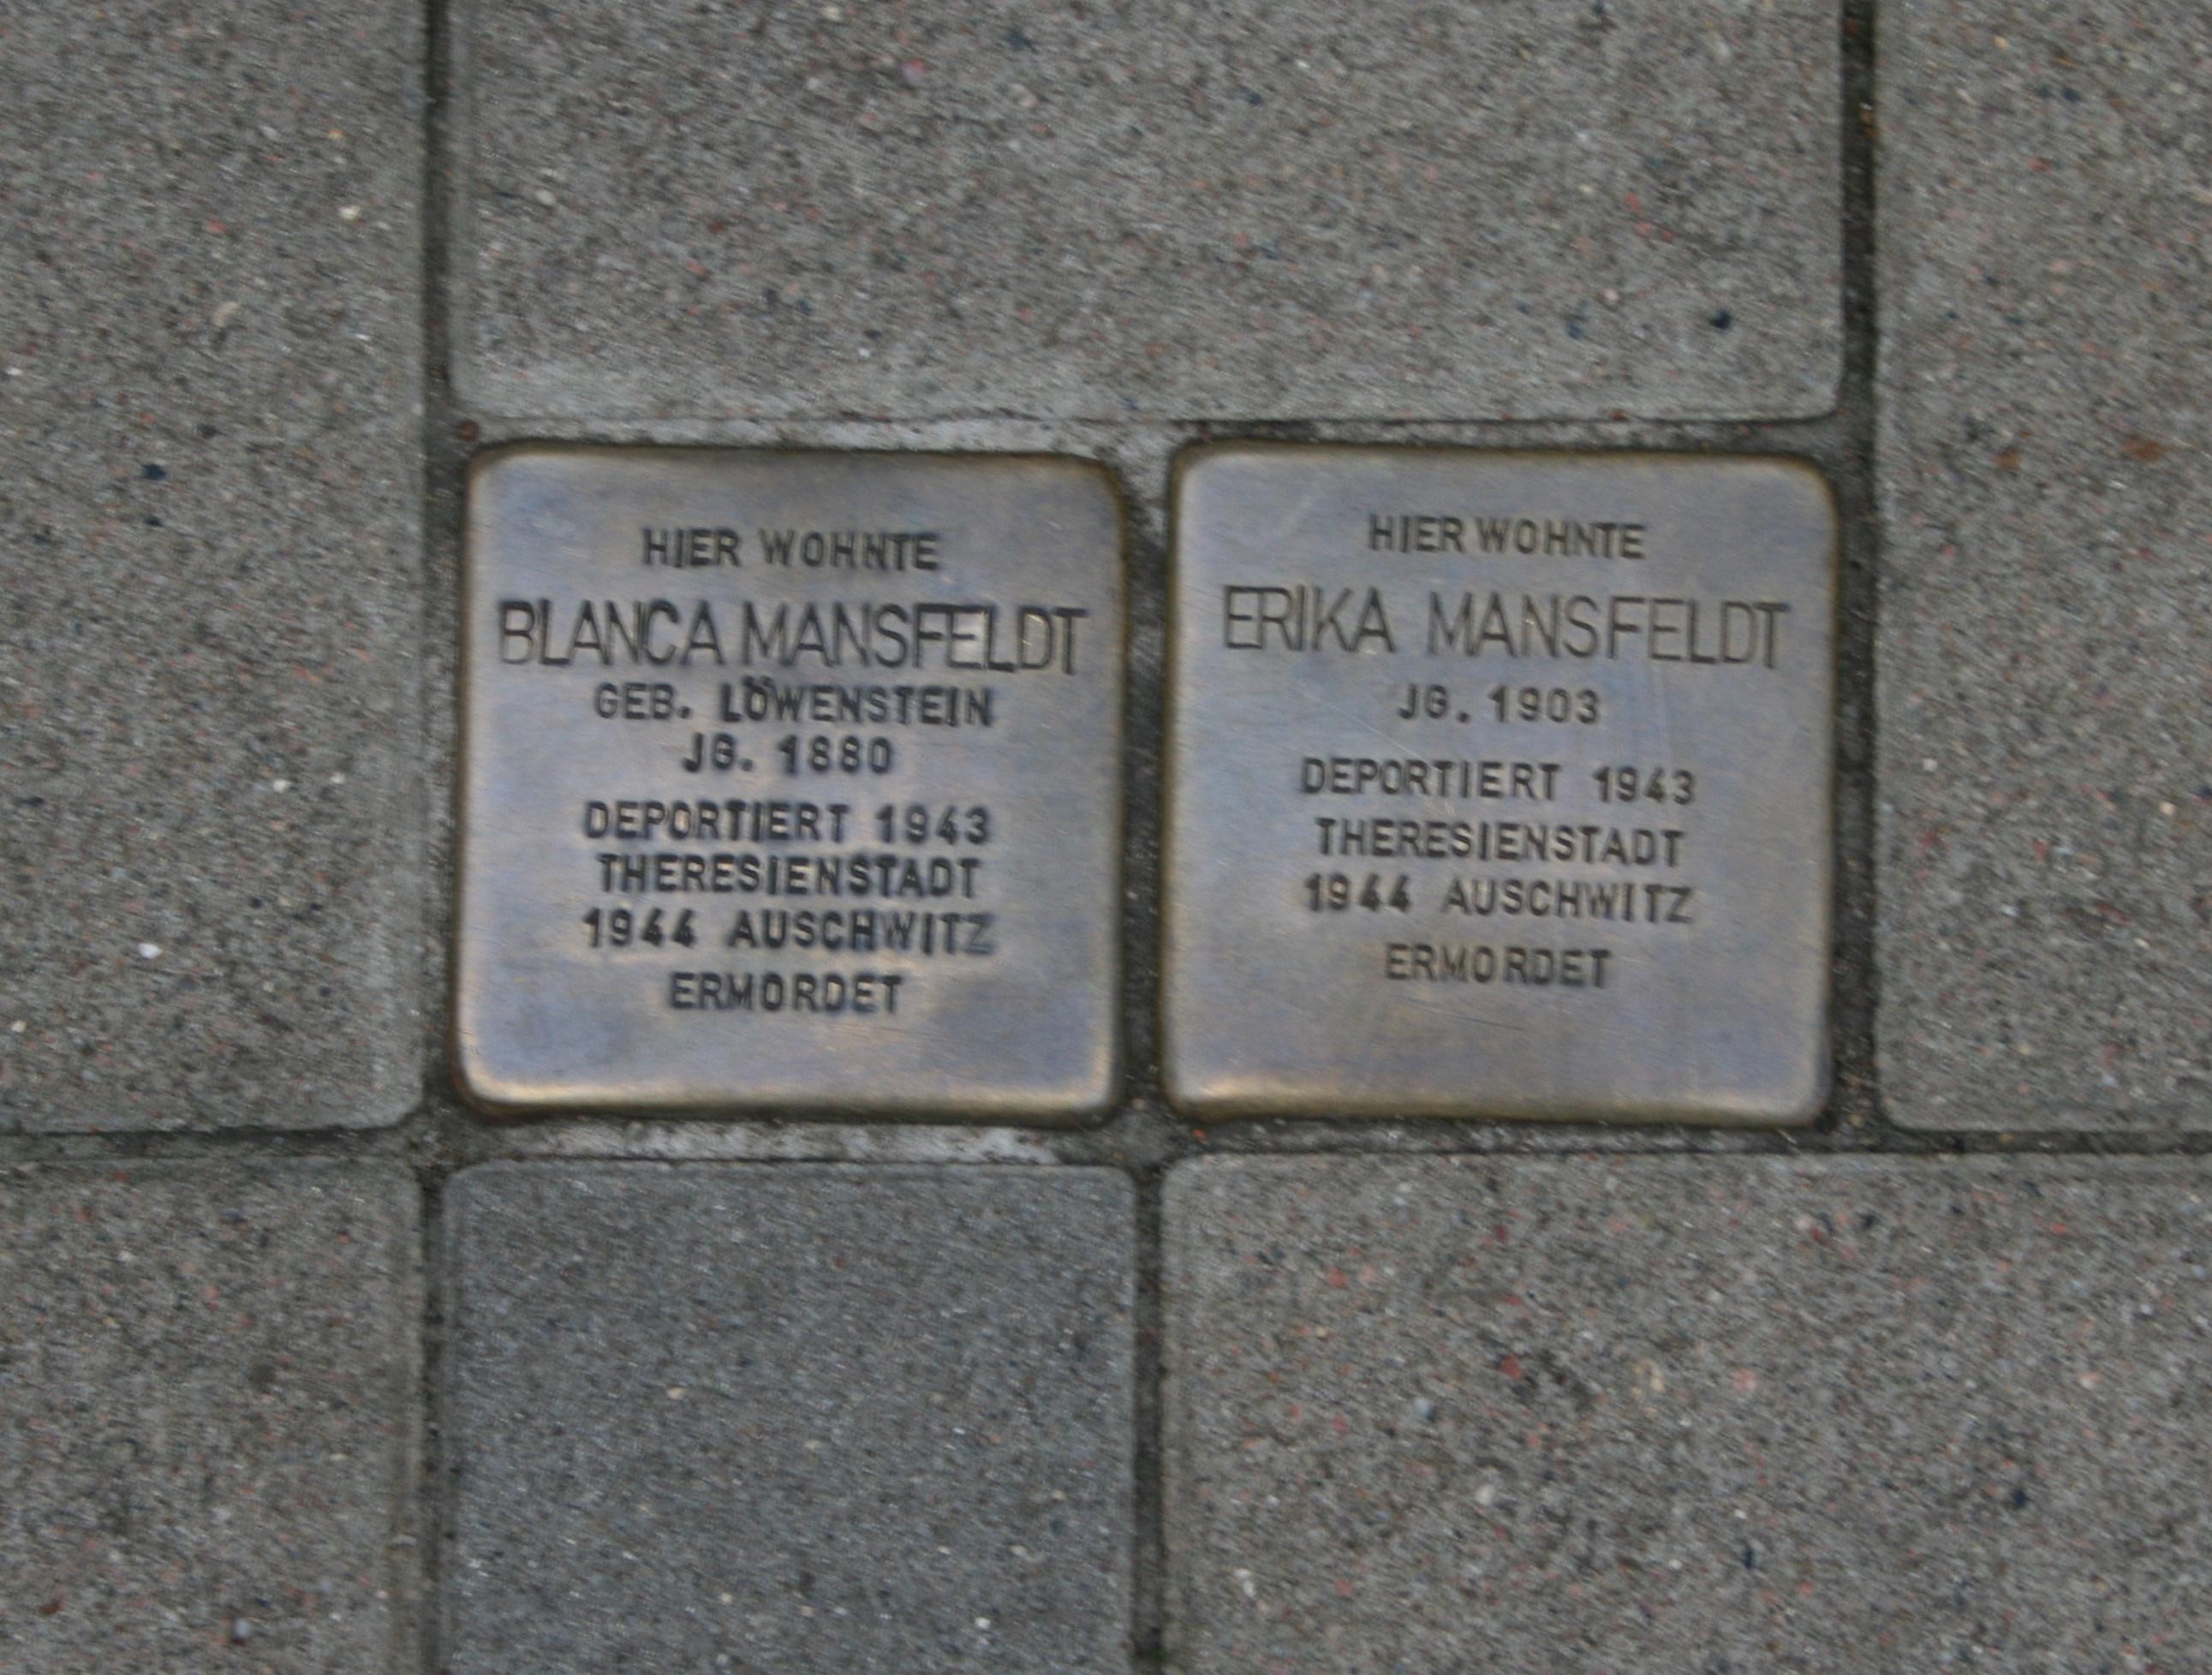 HIER WOHNTE
BLANCA MANSFELDT
GEB. LÖWENSTEIN
JG. 1880
DEPORTIERT 1943
THERESIENSTADT
1944 AUSCHWITZ
ERMORDET
HIER WOHNTE
ERIKA MANSFELDT
JG. 1903
DEPORTIERT 1943
THERESIENSTADT
1944 AUSCHWITZ
ERMORDET